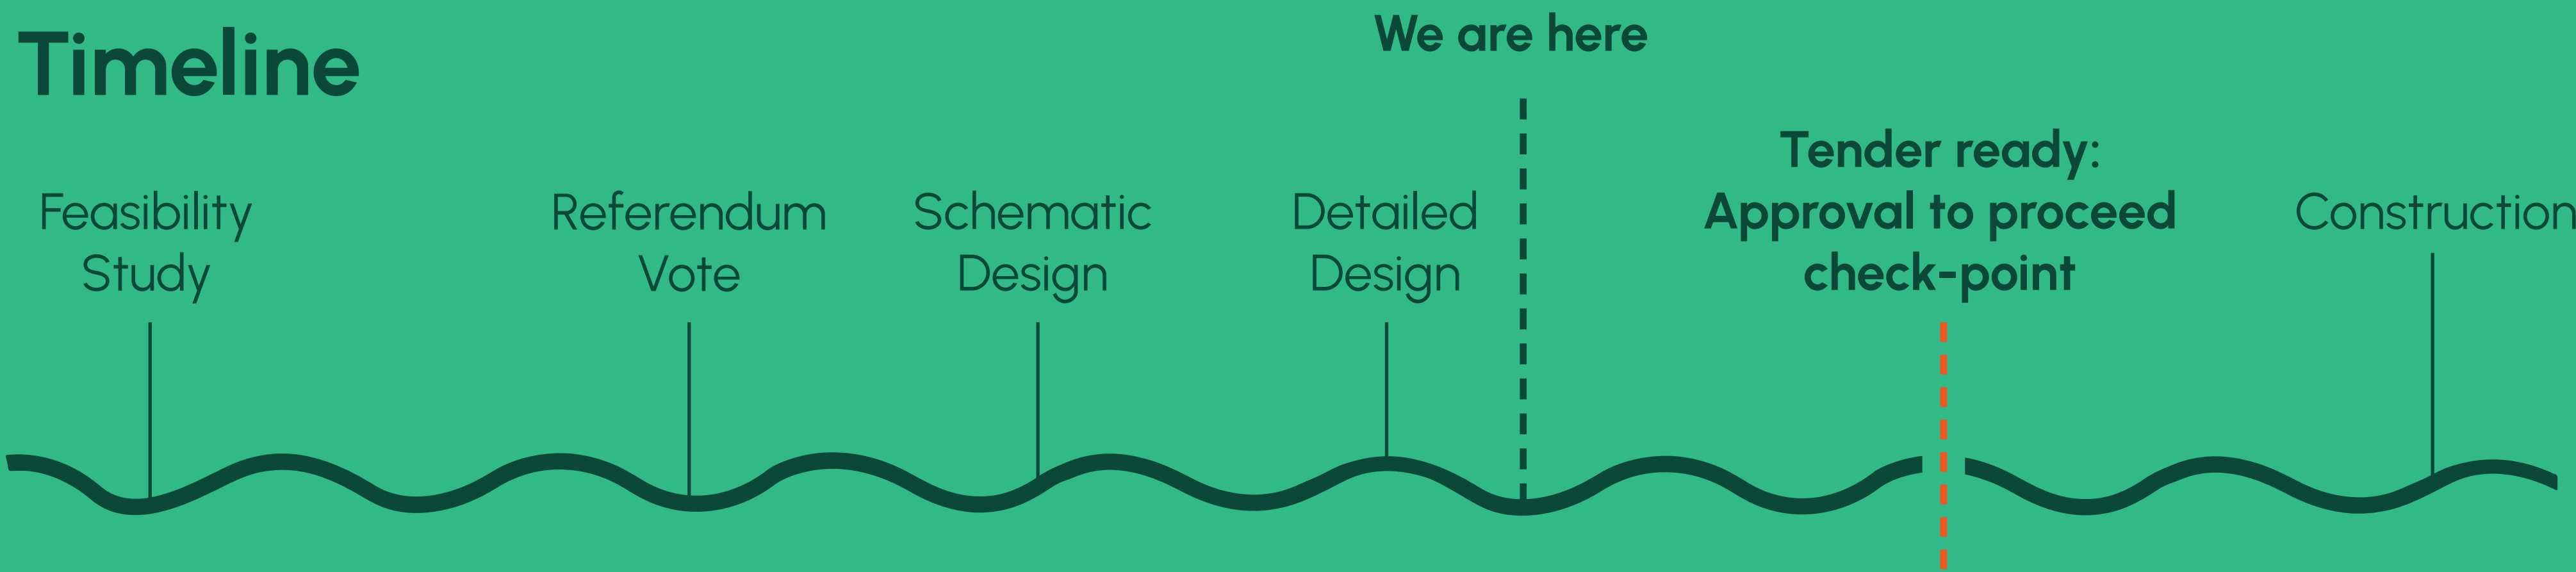 Timeline
We are here
Feasibility
Study
Referendum
Vote
Schematic
Design
Detailed
Design
Tender ready:
Approval to proceed
check-point
Construction